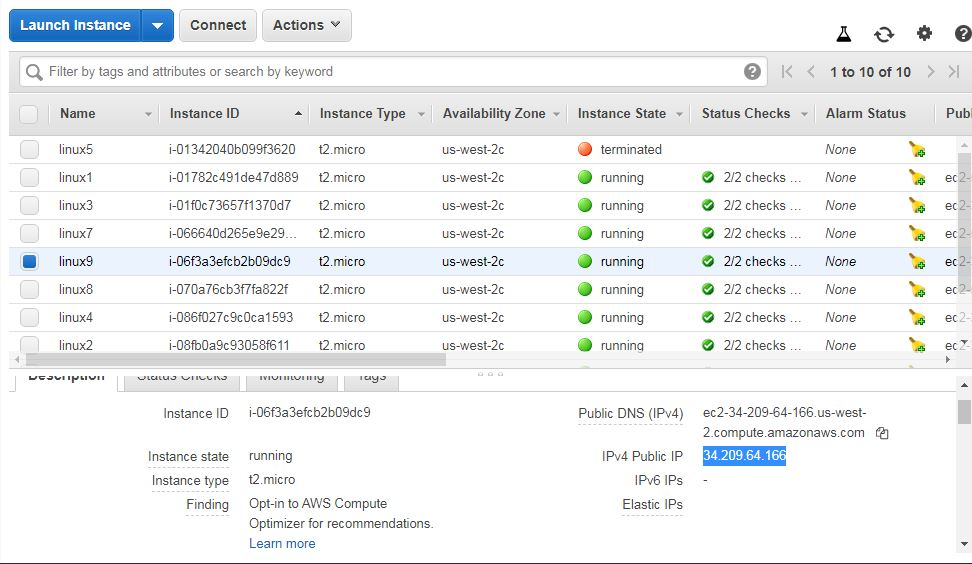 Launch Instance Connect Actions
Filter by tags and attributes or search by keyword
1 to 10 of 10
Name Instance ID Instance Type Availability Zone Instance State Status Checks Alarm Status
linux5 i-01342040b099f3620 t2.micro us-west-2c terminated None
linux1 i-01782c491de47d889 t2.micro us-west-2c running 2/2 checks ... None ec2-
linux3 i-01f0c73657f1370d7 t2.micro us-west-2c running 2/2 checks ... None ec2-
linux7 i-066640d265e9e29... t2.micro us-west-2c running 2/2 checks ... None ec2-
linux9 i-06f3a3efcb2b09dc9 t2.micro us-west-2c running 2/2 checks ... None ec2-
linux8 i-070a76cb3f7fa822f t2.micro us-west-2c running 2/2 checks ... None ec2-
linux4 i-086f027c9c0ca1593 t2.micro us-west-2c running 2/2 checks ... None ec2-
linux2 i-08fb0a9c93058f611 t2.micro us-west-2c running 2/2 checks ... None ec2-
Description Status Checks Monitoring Tags
Instance ID i-06f3a3efcb2b09dc9 Public DNS (IPv4) ec2-34-209-64-166.us-west-
2.compute.amazonaws.com
Instance state running IPv4 Public IP 34.209.64.166
Instance type t2.micro IPv6 IPs -
Finding Opt-in to AWS Compute Elastic IPs
Optimizer for recommendations.
Learn more